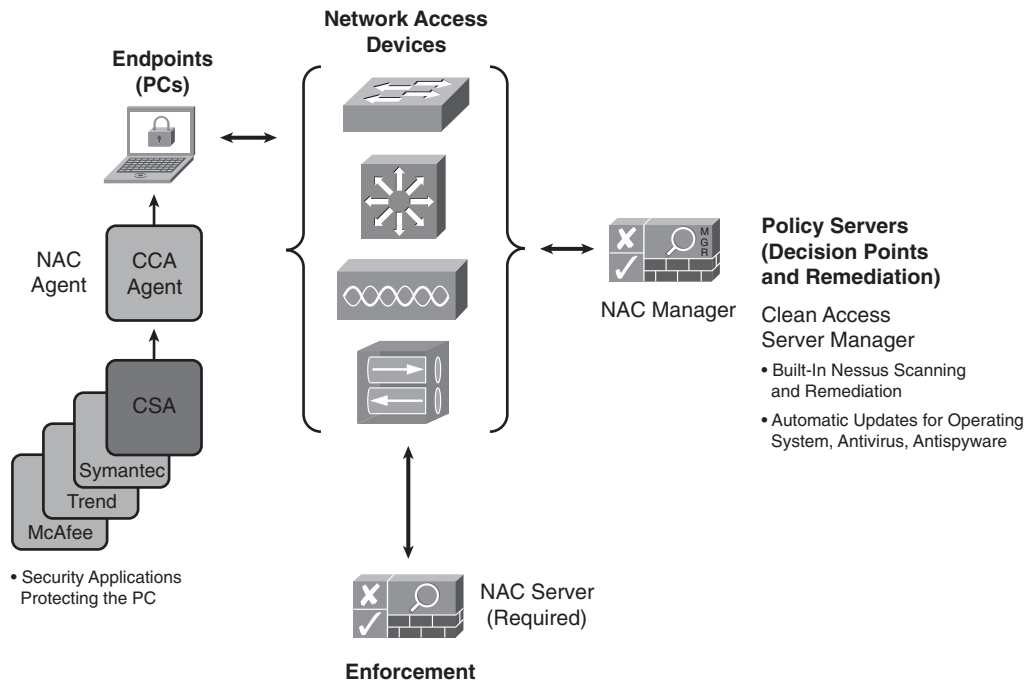 Network Access
Devices
Endpoints
(PCs)
NAC
Agent
CCA
Agent
CSA
Symantec
Trend
McAfee
• Security Applications
Protecting the PC
M
G
R
NAC Manager
Policy Servers
(Decision Points
and Remediation)
Clean Access
Server Manager
• Built-In Nessus Scanning
and Remediation
• Automatic Updates for Operating
System, Antivirus, Antispyware
NAC Server
(Required)
Enforcement